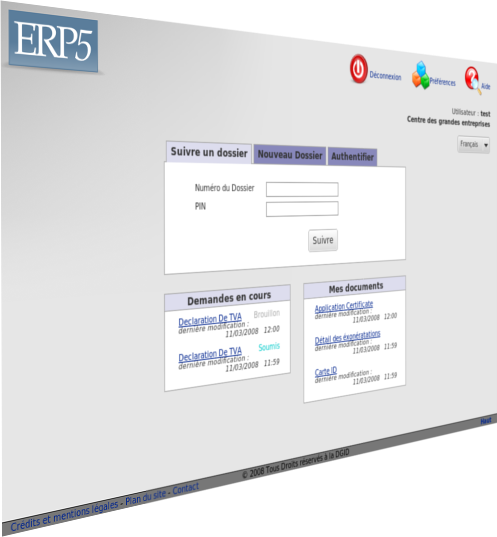 ERP5
Déconnexion
Préférences
Aide
Utilisateur : test
Centre des grandes entreprises
Français
Suivre un dossier
Nouveau Dossier
Authentifier
Numéro du Dossier
PIN
Suivre
Demandes en cours
Declaration De TVA Brouillon
dernière modification :
11/03/2008 12:00
Declaration De TVA Soumis
dernière modification :
11/03/2008 11:59
Mes documents
Application Certificate
dernière modification :
11/03/2008 12:00
Détail des éxonératations
dernière modification :
11/03/2008 11:59
Carte ID
dernière modification :
11/03/2008 11:59
Haut
© 2008 Tous Droits réservés à la DGID
Crédits et mentions légales - Plan du site - Contact